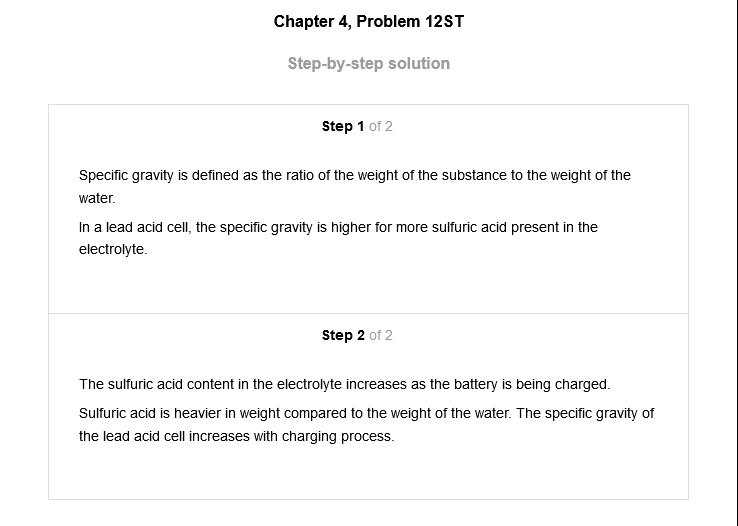 Chapter 4, Problem 12ST
Step-by-step solution
Step 1 of 2
Specific gravity is defined as the ratio of the weight of the substance to the weight of the
water.
In a lead acid cell, the specific gravity is higher for more sulfuric acid present in the
electrolyte.
Step 2 of 2
The sulfuric acid content in the electrolyte increases as the battery is being charged.
Sulfuric acid is heavier in weight compared to the weight of the water. The specific gravity of
the lead acid cell increases with charging process.